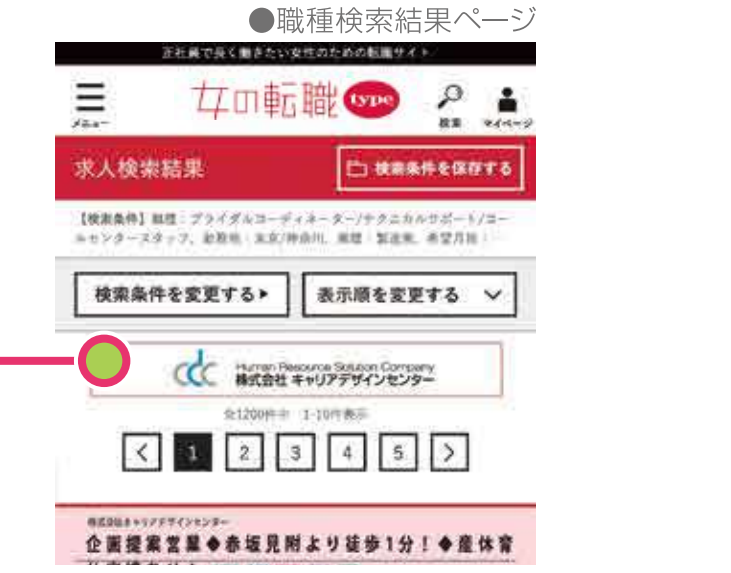 ●職種検索結果ページ
正社員で長く働きたい女性のための転職サイト
女の転職type
メニュー
検索
マイページ
求人検索結果
検索条件を保存する
【検索条件】職種：ブライダルコーディネーター/テクニカルサポート/コー
ルセンタースタッフ、勤務地：東京/神奈川、業種：製造業、希望月給：
検索条件を変更する▶
表示順を変更する
cdc
Human Resource Solution Company
株式会社 キャリアデザインセンター
全1200件中 1-10件表示
< 1 2 3 4 5 >
株式会社キャリアデザインセンター
企画提案営業◆赤坂見附より徒歩1分！◆産休育